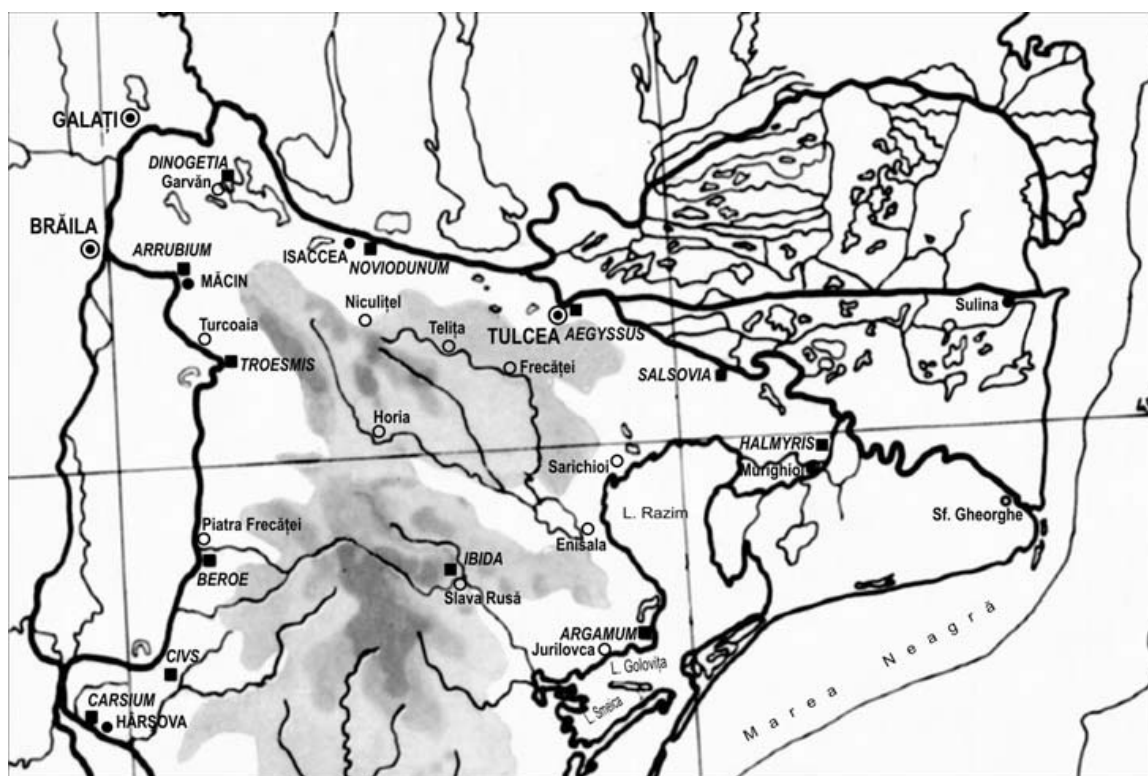 GALAȚI
DINOGETIA
Garvăn
BRĂILA
ARRUBIUM
MĂCIN
ISACCEA
NOVIODUNUM
Niculițel
Turcoaia
Telița
TULCEA
AEGYSSUS
Sulina
TROESMIS
Frecăței
SALSOVIA
Horia
HALMYRIS
Sarichioi
Murighiol
L. Razim
Sf. Gheorghe
Piatra Frecăței
Enisala
BEROE
IBIDA
Slava Rusă
ARGAMUM
Jurilovca
L. Golovița
CIVS
L. Smeica
CARSIUM
HÂRȘOVA
Marea Neagră